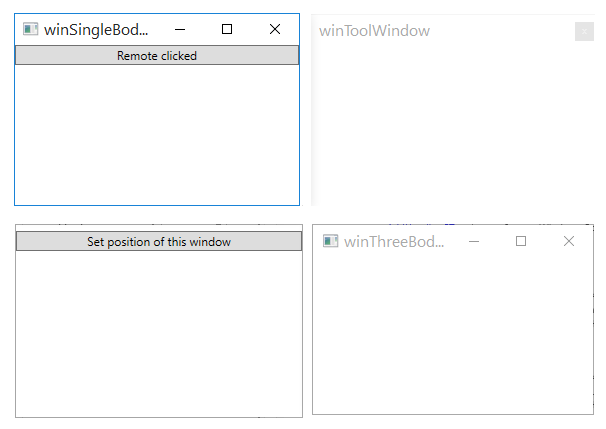 winSingleBod...
Remote clicked
winToolWindow
Set position of this window
winThreeBod...